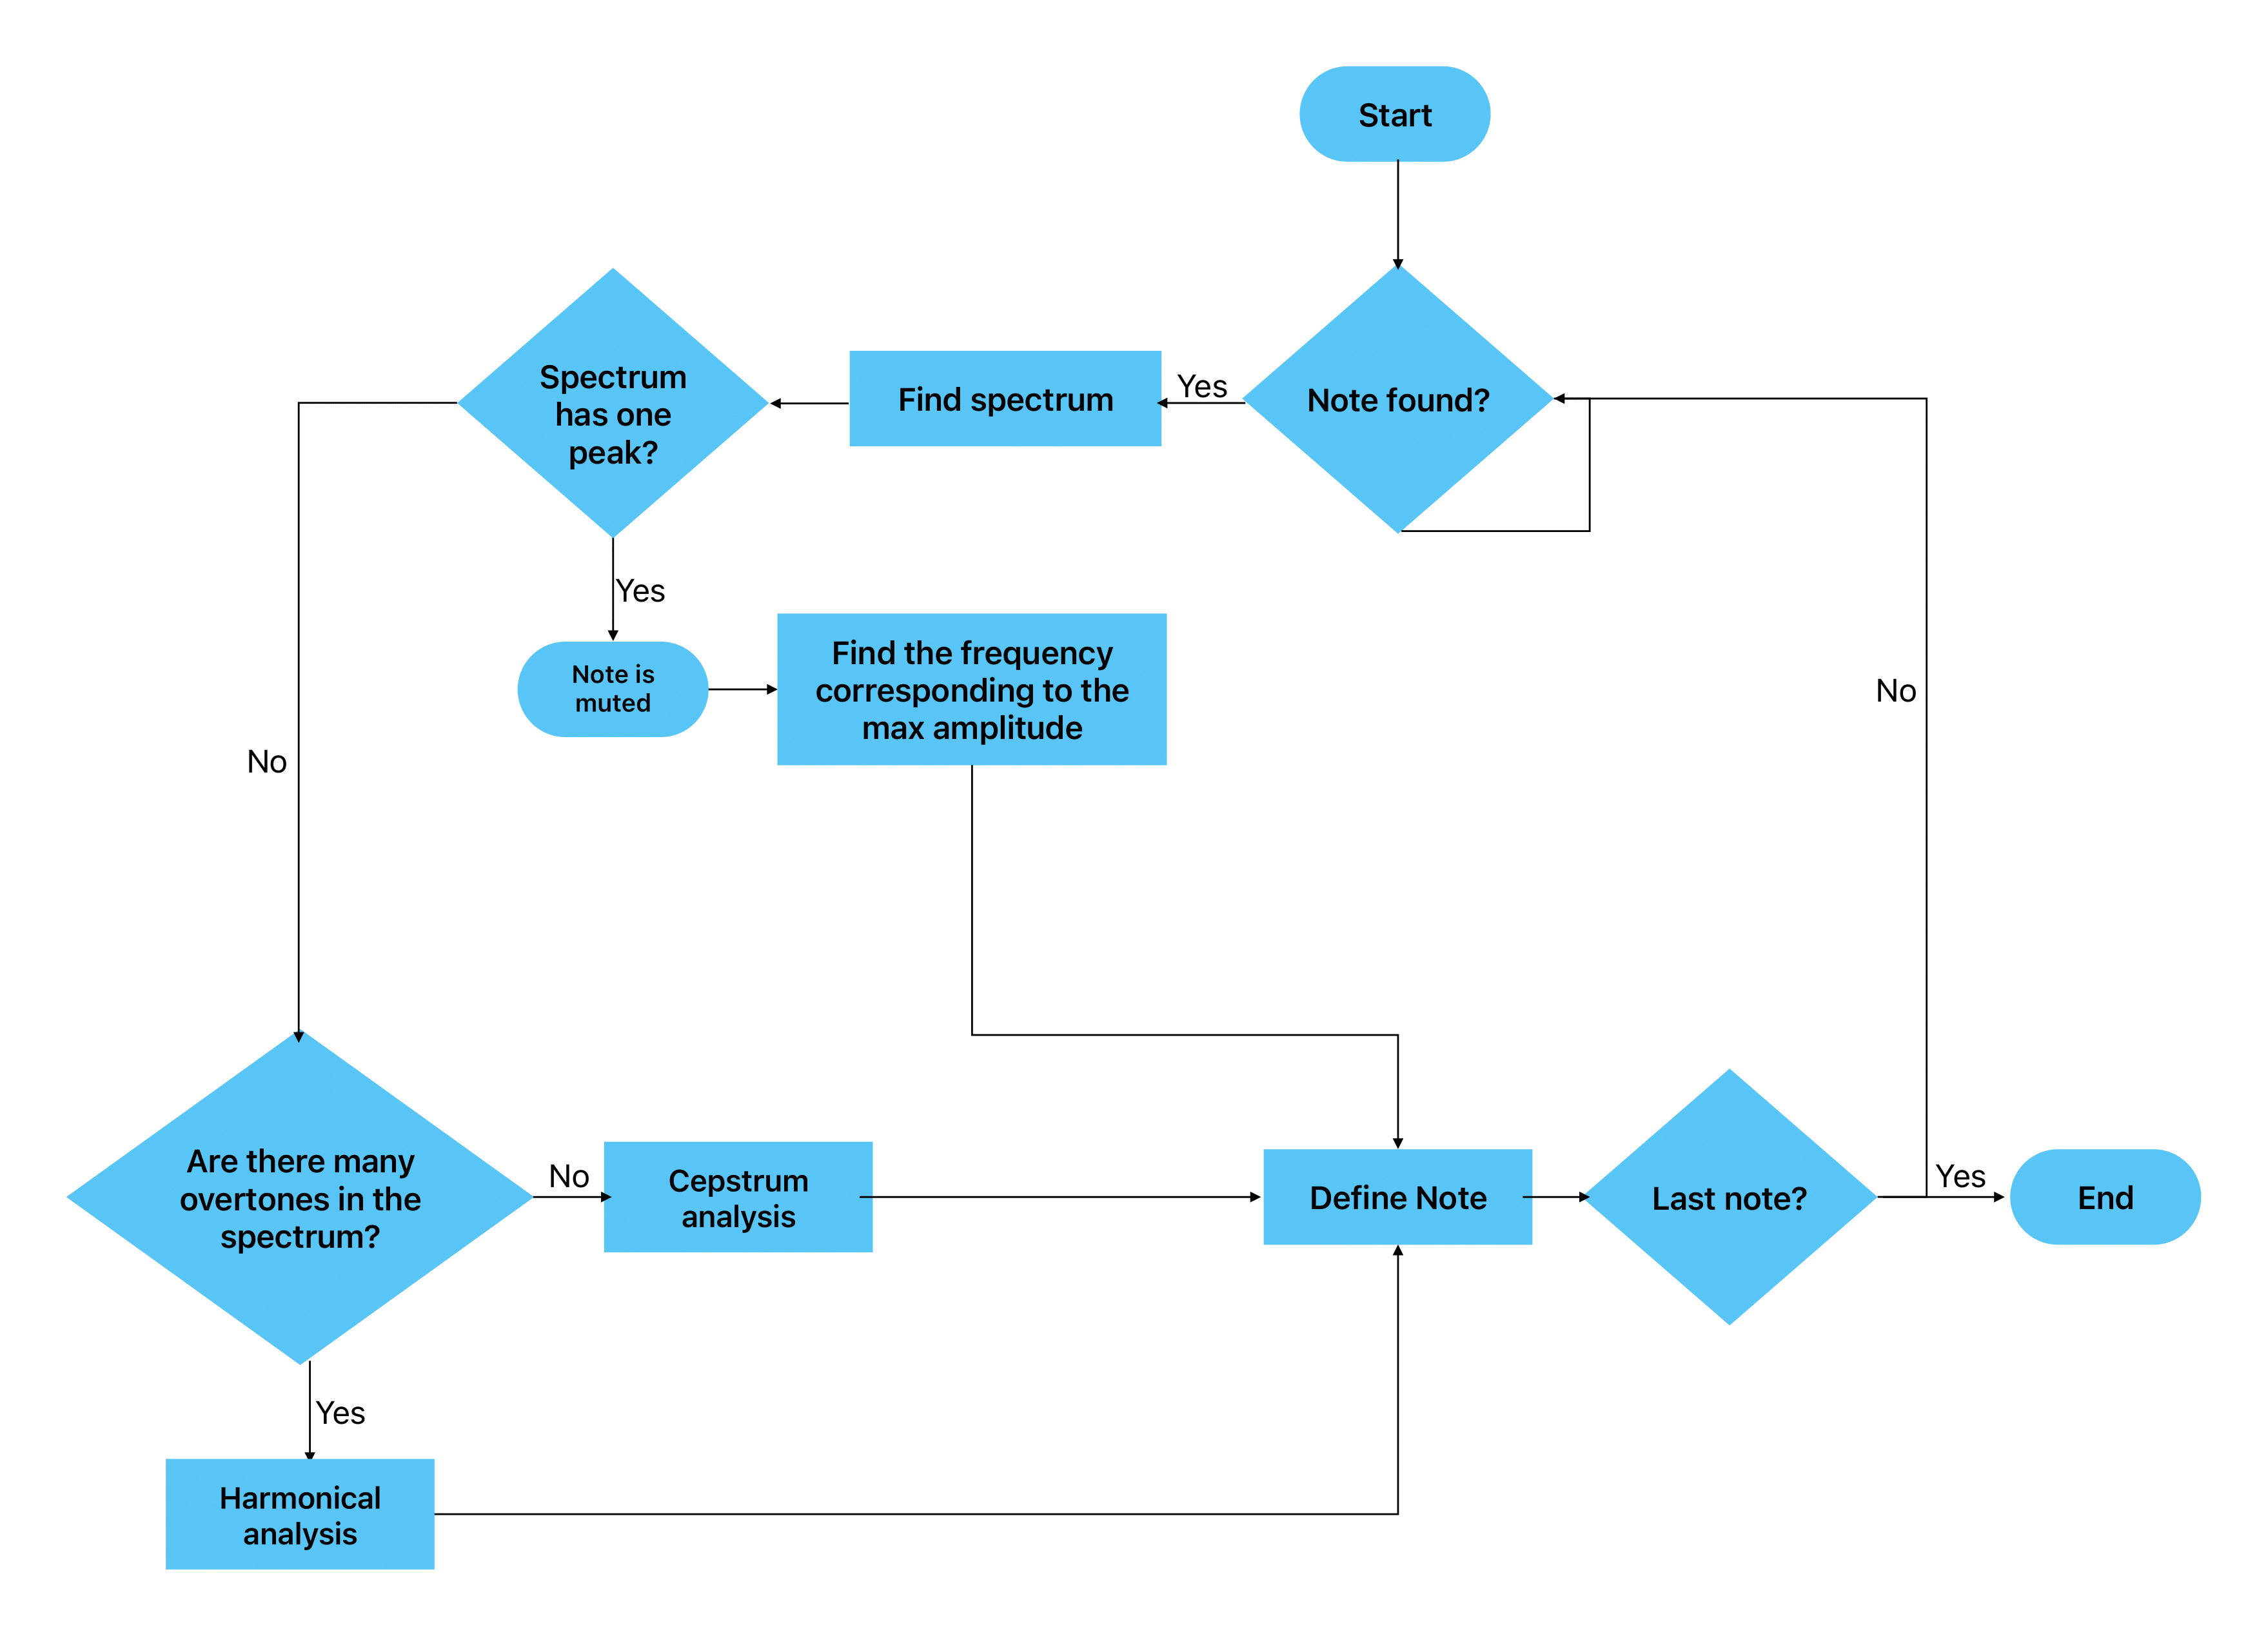 Start
Note found?
Yes
Find spectrum
Spectrum
has one
peak?
Yes
Note is
muted
Find the frequency
corresponding to the
max amplitude
No
No
Are there many
overtones in the
spectrum?
No
Cepstrum
analysis
Define Note
Last note?
Yes
End
Yes
Harmonical
analysis